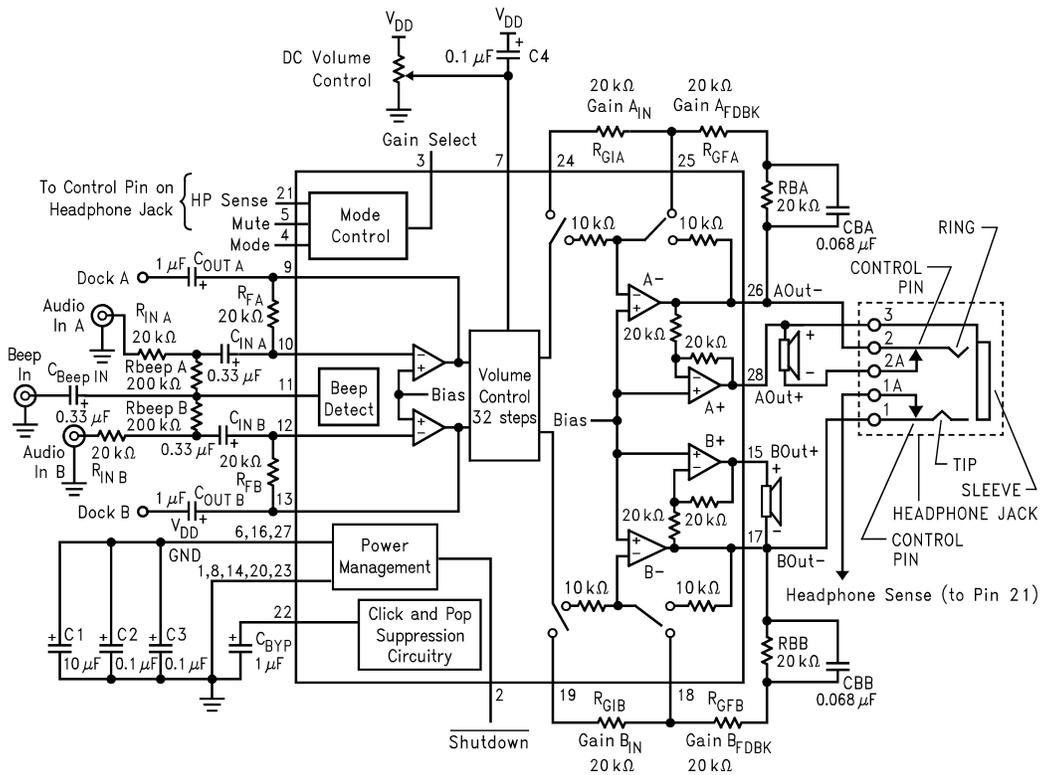 V_DD
V_DD
DC Volume
Control
0.1 μF
+
C4
20 kΩ
Gain A_IN
20 kΩ
Gain A_FDBK
R_GIA
R_GFA
Gain Select
3
7
24
25
To Control Pin on
Headphone Jack
HP Sense
21
Mute
5
Mode
4
Mode
Control
10 kΩ
10 kΩ
RBA
20 kΩ
CBA
0.068 μF
RING
CONTROL
PIN
Dock A
1 μF
C_OUT A
+
9
R_FA
20 kΩ
A−
−
+
26
AOut−
Audio
In A
R_IN A
20 kΩ
C_IN A
+
0.33 μF
10
20 kΩ
20 kΩ
3
2
2A
1A
1
+
−
Beep
In
C_Beep IN
+
0.33 μF
Rbeep A
200 kΩ
11
Rbeep B
200 kΩ
Beep
Detect
+
−
Bias
−
+
Volume
Control
32 steps
−
+
A+
28
AOut+
Bias
Audio
In B
20 kΩ
R_IN B
0.33 μF
C_IN B
+
12
20 kΩ
R_FB
B+
+
−
15
BOut+
+
−
TIP
SLEEVE
HEADPHONE JACK
CONTROL
PIN
Dock B
1 μF
C_OUT B
+
13
20 kΩ
20 kΩ
+
−
B−
17
BOut−
V_DD
6,16,27
GND
1,8,14,20,23
Power
Management
Headphone Sense (to Pin 21)
10 kΩ
10 kΩ
22
Click and Pop
Suppression
Circuitry
+
C1
10 μF
+
C2
0.1 μF
+
C3
0.1 μF
+
C_BYP
1 μF
RBB
20 kΩ
CBB
0.068 μF
2
19
18
R_GIB
R_GFB
Shutdown
Gain B_IN
20 kΩ
Gain B_FDBK
20 kΩ